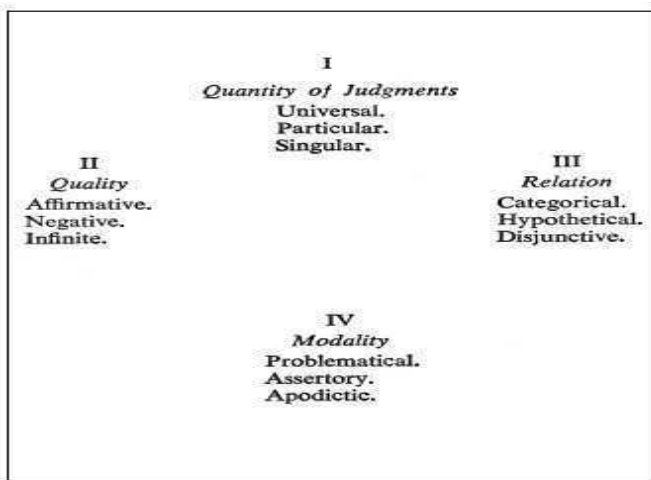 I
Quantity of Judgments
Universal.
Particular.
Singular.
II
Quality
Affirmative.
Negative.
Infinite.
III
Relation
Categorical.
Hypothetical.
Disjunctive.
IV
Modality
Problematical.
Assertory.
Apodictic.